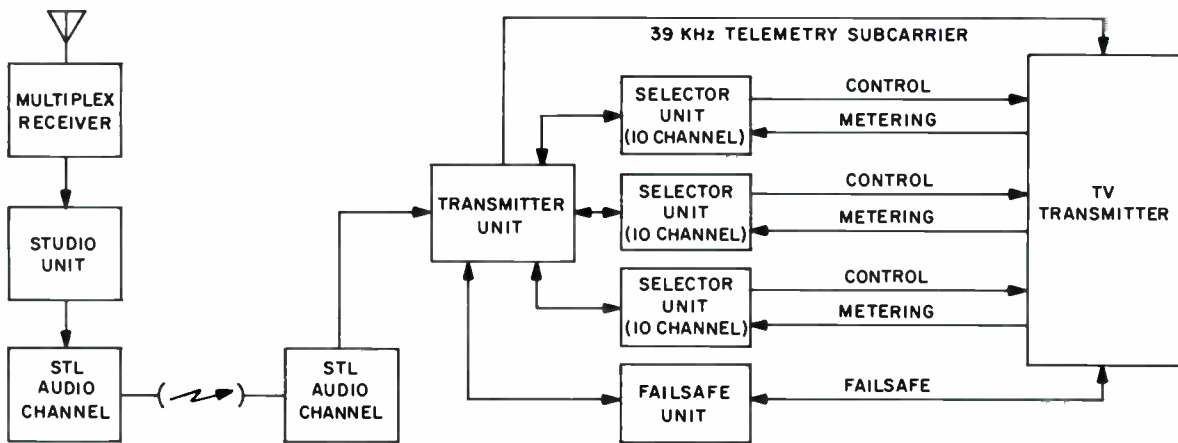 39 KHz TELEMETRY SUBCARRIER
MULTIPLEX
RECEIVER
STUDIO
UNIT
STL
AUDIO
CHANNEL
STL
AUDIO
CHANNEL
TRANSMITTER
UNIT
SELECTOR
UNIT
(10 CHANNEL)
CONTROL
METERING
SELECTOR
UNIT
(10 CHANNEL)
CONTROL
METERING
SELECTOR
UNIT
(10 CHANNEL)
CONTROL
METERING
FAILSAFE
UNIT
FAILSAFE
TV
TRANSMITTER